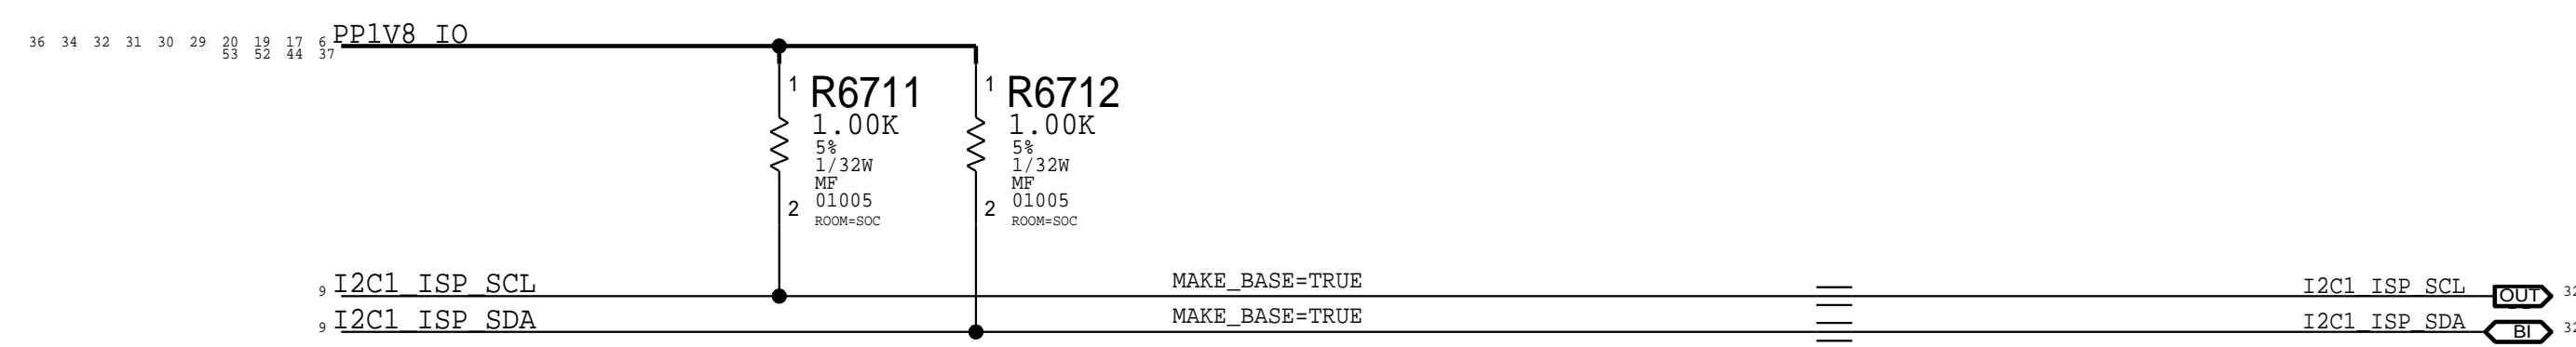 PP1V8_IO
36 34 32 31 30 29 20 19 17 6
53 52 44 37
1 R6711
1.00K
5%
1/32W
MF
01005
2
ROOM=SOC
1 R6712
1.00K
5%
1/32W
MF
01005
2
ROOM=SOC
9 I2C1_ISP_SCL MAKE_BASE=TRUE I2C1_ISP_SCL OUT 32
9 I2C1_ISP_SDA MAKE_BASE=TRUE I2C1_ISP_SDA BI 32